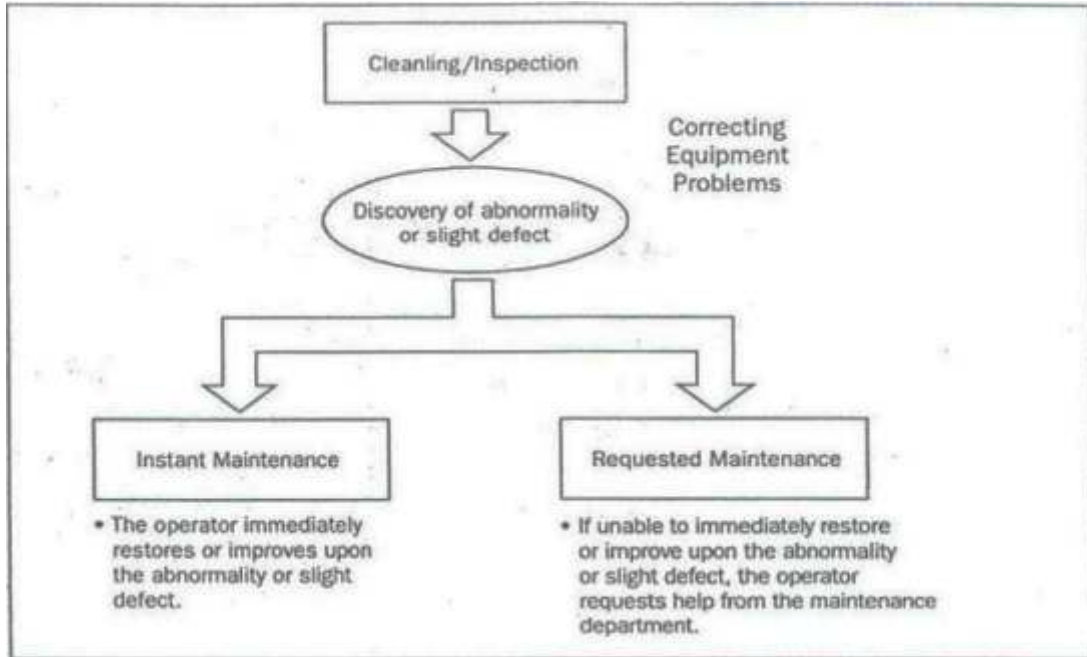 Cleanling/Inspection
Correcting
Equipment
Problems
Discovery of abnormality
or slight defect
Instant Maintenance
• The operator immediately
restores or improves upon
the abnormality or slight
defect.
Requested Maintenance
• If unable to immediately restore
or improve upon the abnormality
or slight defect, the operator
requests help from the maintenance
department.